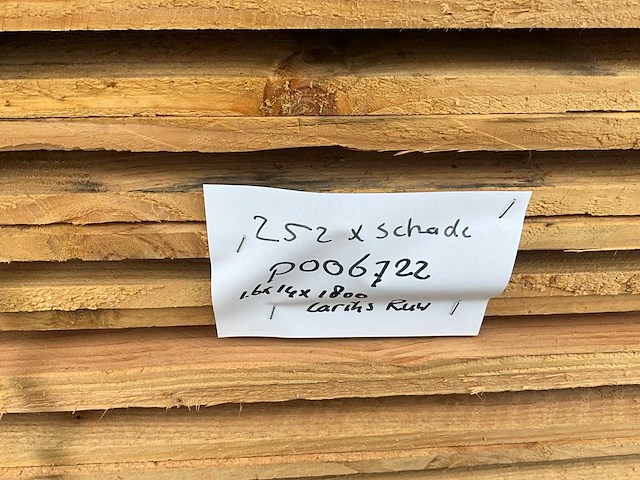 252 x schade
P006722
1.6x14x1800
Lariks Ruw